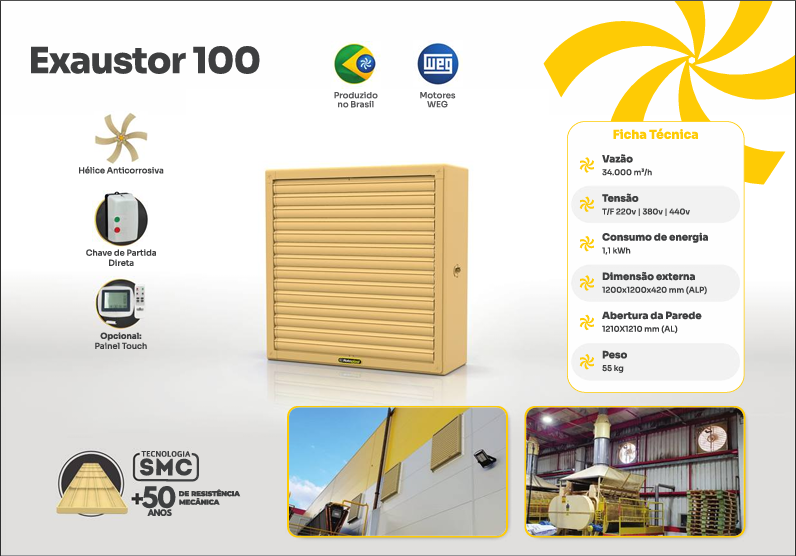 Exaustor 100
Produzido
no Brasil
WEG
Motores
WEG
Hélice Anticorrosiva
Chave de Partida
Direta
Opcional:
Painel Touch
Ficha Técnica
Vazão
34.000 m³/h
Tensão
T/F 220v | 380v | 440v
Consumo de energia
1,1 kWh
Dimensão externa
1200x1200x420 mm (ALP)
Abertura da Parede
1210X1210 mm (AL)
Peso
55 kg
TECNOLOGIA
SMC
+50
ANOS
DE RESISTÊNCIA
MECÂNICA